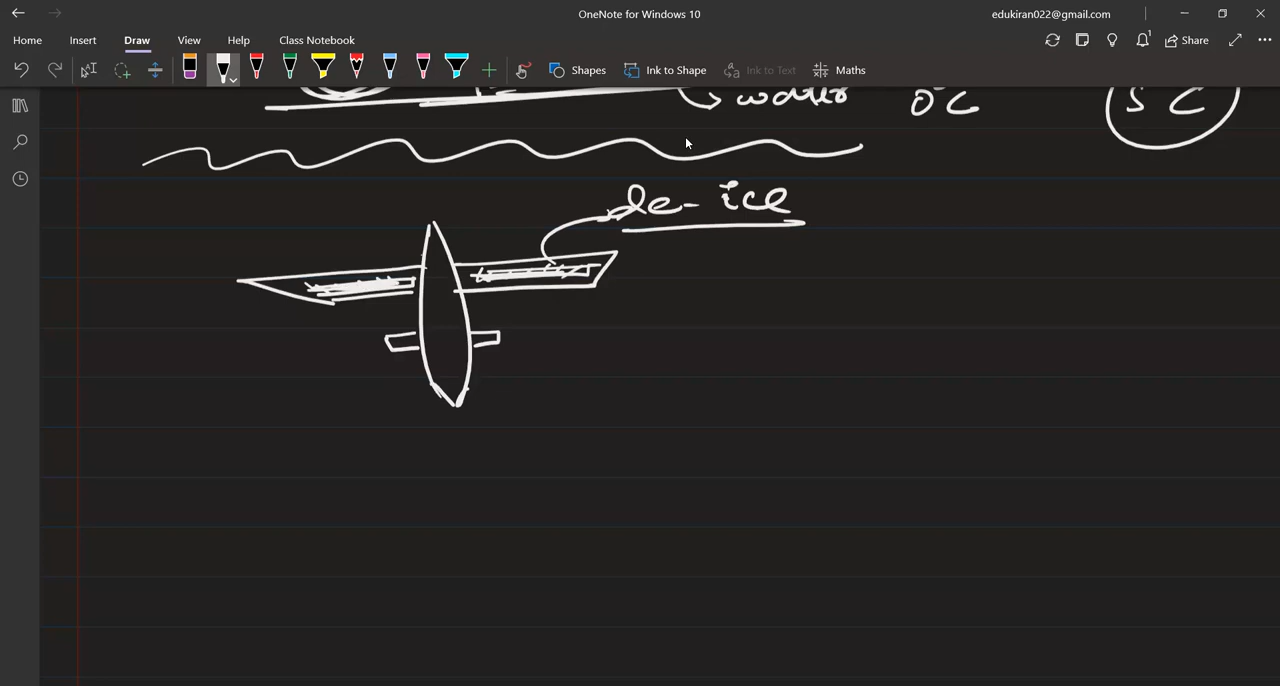 OneNote for Windows 10
edukiran022@gmail.com
Home Insert Draw View Help Class Notebook
Share
Shapes Ink to Shape Ink to Text Maths
water 0°C 5°C
de-ice